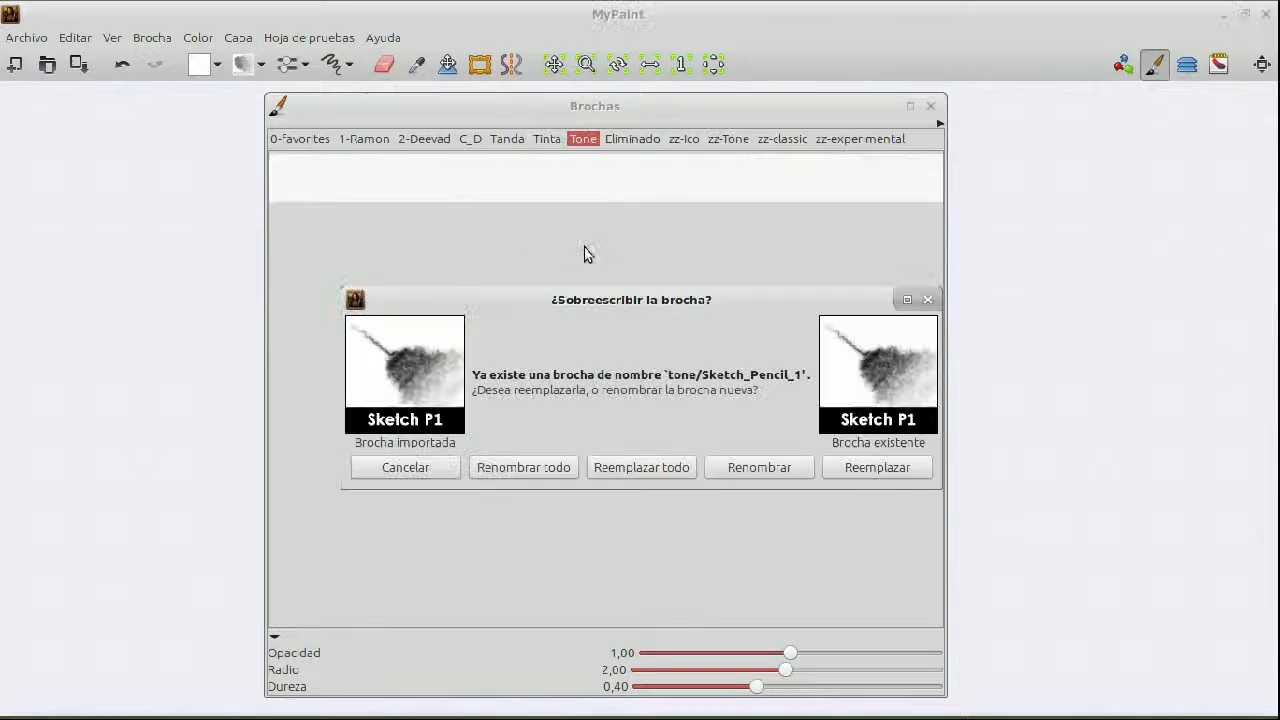 MyPaint
Archivo Editar Ver Brocha Color Capa Hoja de pruebas Ayuda
Brochas
0-Favorites 1-Ramon 2-Deevad C_D Tanda Tinta Tone Eliminado zz-Ico zz-Tone zz-classic zz-experimental
¿Sobreescribir la brocha?
Ya existe una brocha de nombre `tone/Sketch_Pencil_1'.
¿Desea reemplazarla, o renombrar la brocha nueva?
Sketch P1
Sketch P1
Brocha importada
Brocha existente
Cancelar Renombrar todo Reemplazar todo Renombrar Reemplazar
Opacidad 1,00
Radio 2,00
Dureza 0,40